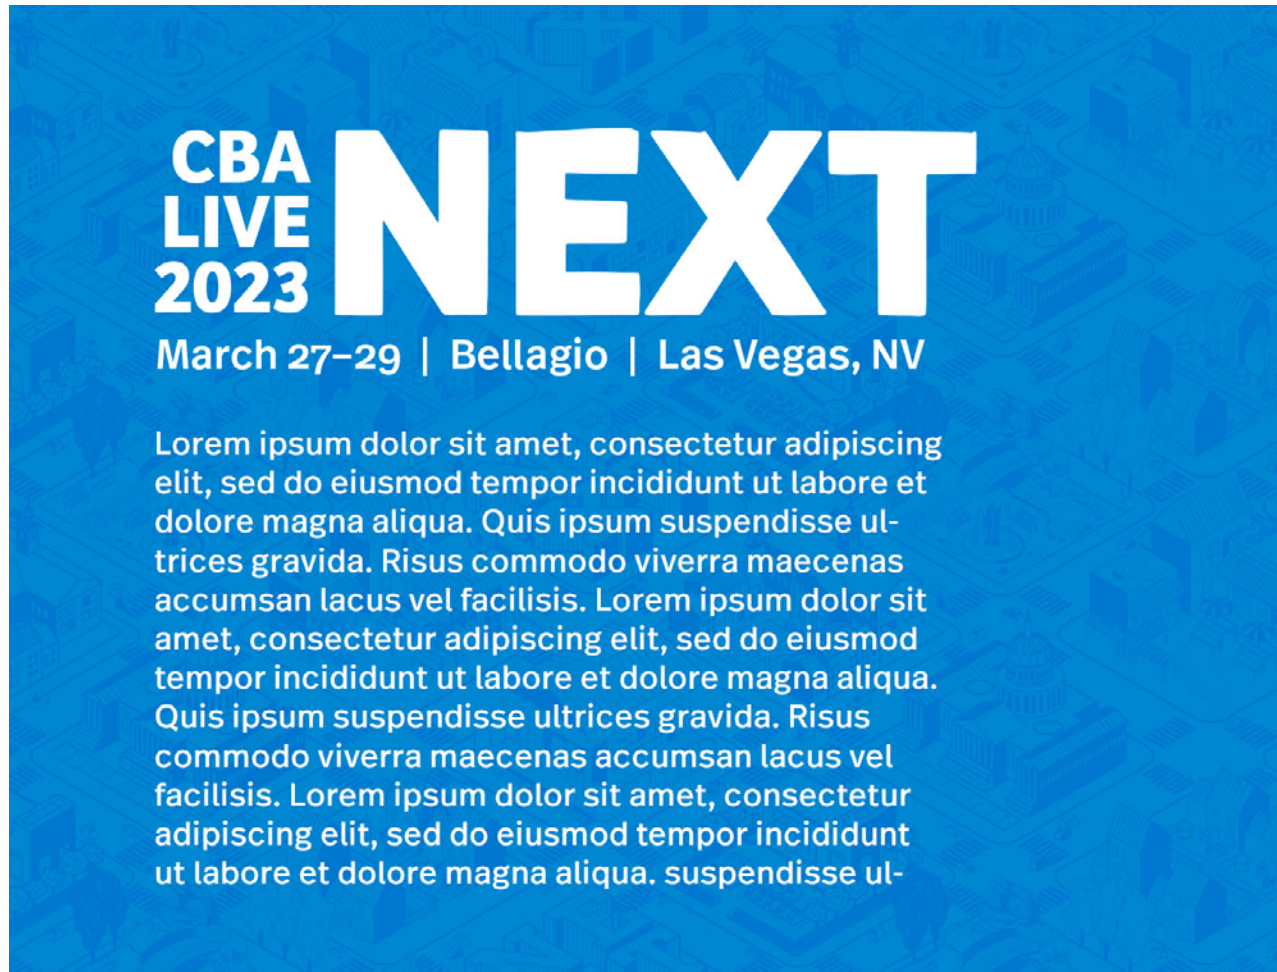 CBA
LIVE
2023
NEXT
March 27–29 | Bellagio | Las Vegas, NV
Lorem ipsum dolor sit amet, consectetur adipiscing
elit, sed do eiusmod tempor incididunt ut labore et
dolore magna aliqua. Quis ipsum suspendisse ul-
trices gravida. Risus commodo viverra maecenas
accumsan lacus vel facilisis. Lorem ipsum dolor sit
amet, consectetur adipiscing elit, sed do eiusmod
tempor incididunt ut labore et dolore magna aliqua.
Quis ipsum suspendisse ultrices gravida. Risus
commodo viverra maecenas accumsan lacus vel
facilisis. Lorem ipsum dolor sit amet, consectetur
adipiscing elit, sed do eiusmod tempor incididunt
ut labore et dolore magna aliqua. suspendisse ul-